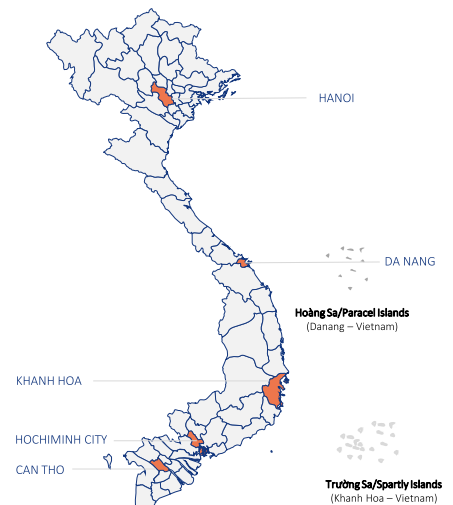 HANOI
DA NANG
Hoàng Sa/Paracel Islands
(Danang – Vietnam)
KHANH HOA
HOCHIMINH CITY
CAN THO
Trường Sa/Spartly Islands
(Khanh Hoa – Vietnam)